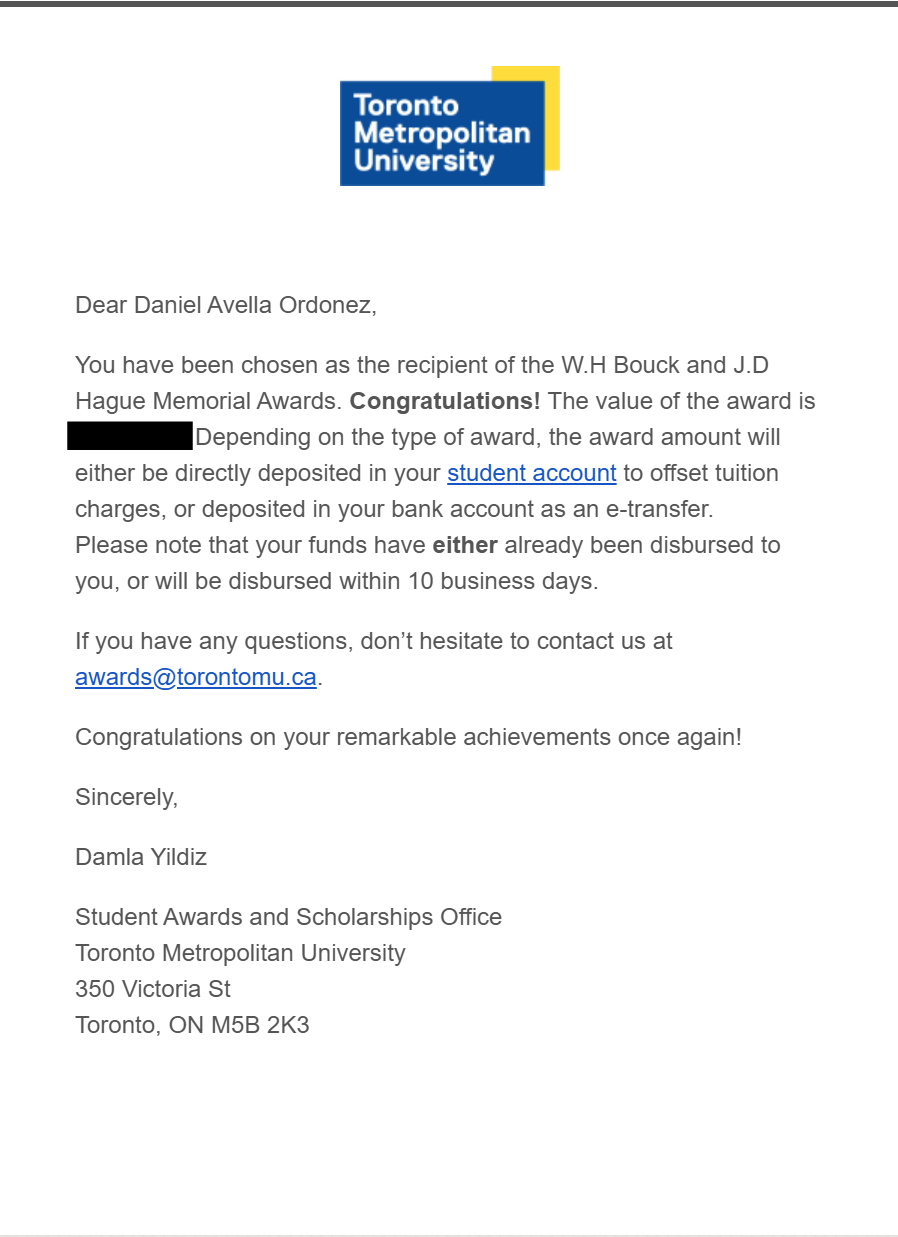 Toronto
Metropolitan
University
Dear Daniel Avella Ordonez,
You have been chosen as the recipient of the W.H Bouck and J.D
Hague Memorial Awards. Congratulations! The value of the award is
Depending on the type of award, the award amount will
either be directly deposited in your student account to offset tuition
charges, or deposited in your bank account as an e-transfer.
Please note that your funds have either already been disbursed to
you, or will be disbursed within 10 business days.
If you have any questions, don’t hesitate to contact us at
awards@torontomu.ca.
Congratulations on your remarkable achievements once again!
Sincerely,
Damla Yildiz
Student Awards and Scholarships Office
Toronto Metropolitan University
350 Victoria St
Toronto, ON M5B 2K3